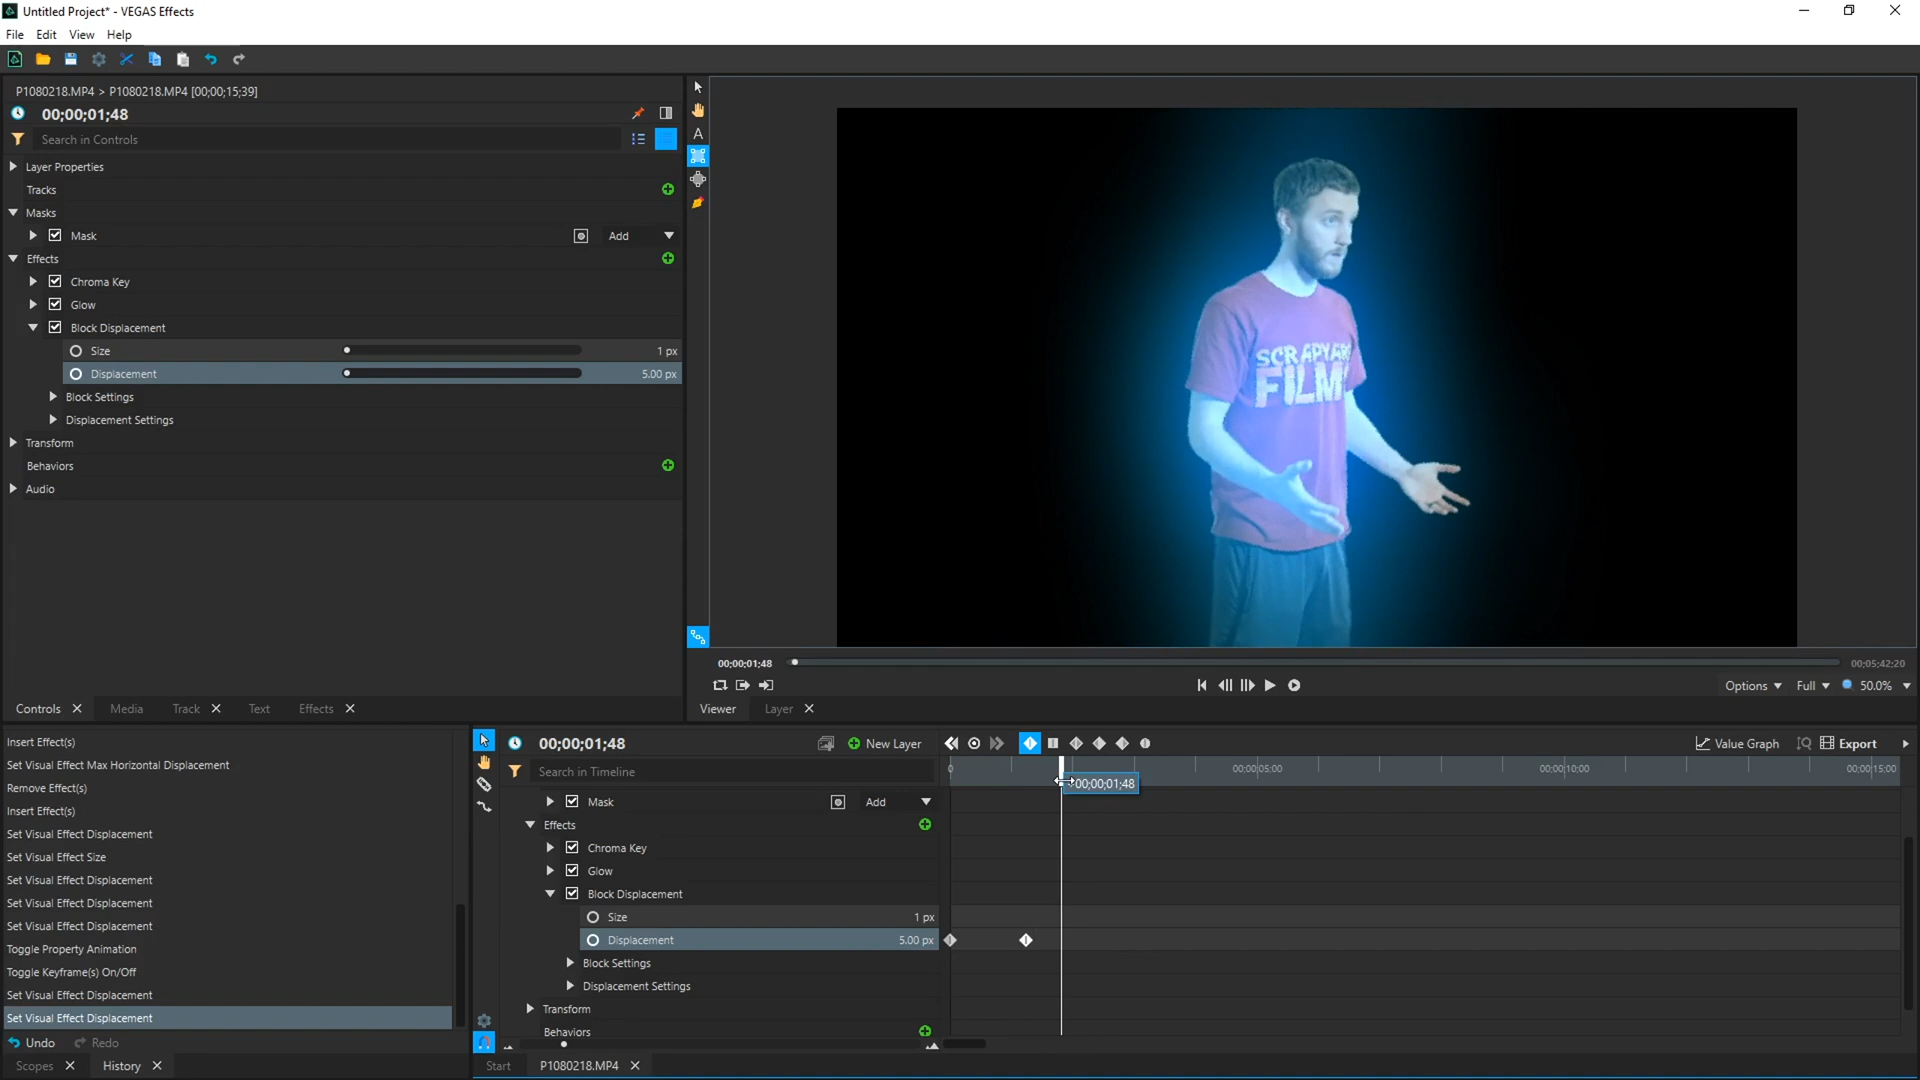 Untitled Project* - VEGAS Effects
File Edit View Help
P1080218.MP4 > P1080218.MP4 [00;00;15;39]
00;00;01;48
Search in Controls
Layer Properties
Tracks
Masks
Mask Add
Effects
Chroma Key
Glow
Block Displacement
Size 1 px
Displacement 5.00 px
Block Settings
Displacement Settings
Transform
Behaviors
Audio
Controls Media Track Text Effects
A
SCRAPYAR
FILM
00;00;01;48 00;05;42;20
Options Full 50.0%
Viewer Layer
Insert Effect(s)
Set Visual Effect Max Horizontal Displacement
Remove Effect(s)
Insert Effect(s)
Set Visual Effect Displacement
Set Visual Effect Size
Set Visual Effect Displacement
Set Visual Effect Displacement
Set Visual Effect Displacement
Toggle Property Animation
Toggle Keyframe(s) On/Off
Set Visual Effect Displacement
Set Visual Effect Displacement
Undo Redo
Scopes History
00;00;01;48 New Layer Value Graph Export
Search in Timeline
0 00;00;05;00 00;00;10;00 00;00;15;00
00;00;01;48
Mask Add
Effects
Chroma Key
Glow
Block Displacement
Size 1 px
Displacement 5.00 px
Block Settings
Displacement Settings
Transform
Behaviors
Start P1080218.MP4